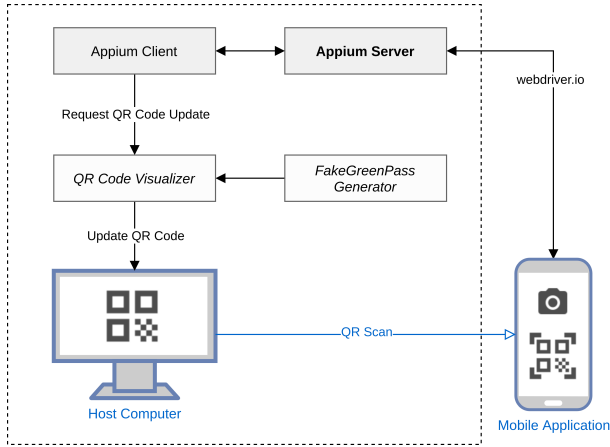 Appium Client
Appium Server
webdriver.io
Request QR Code Update
QR Code Visualizer
FakeGreenPass
Generator
Update QR Code
QR Scan
Host Computer
Mobile Application